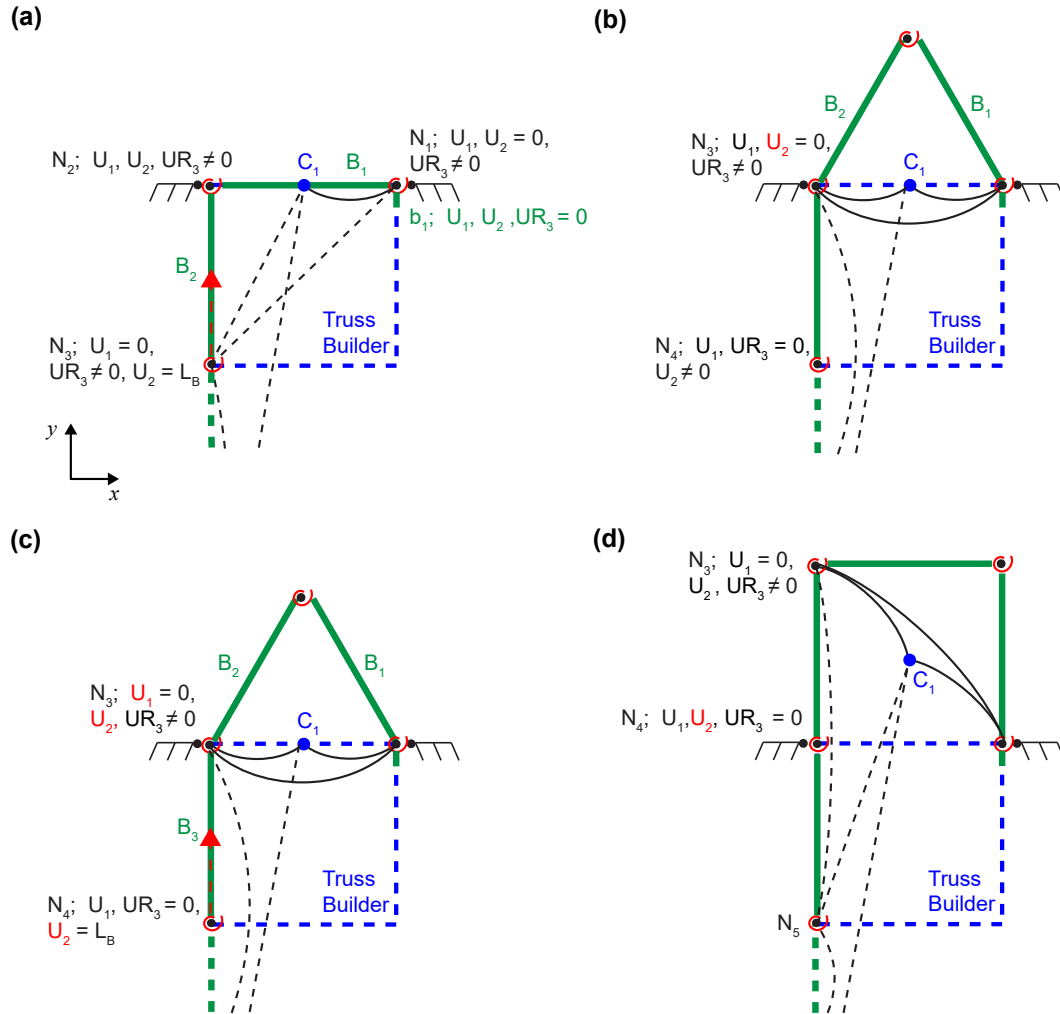 (a)
N₂; U₁, U₂, UR₃ ≠ 0
C₁
B₁
N₁; U₁, U₂ = 0,
UR₃ ≠ 0
b₁; U₁, U₂ ,UR₃ = 0
B₂
Truss
Builder
N₃; U₁ = 0,
UR₃ ≠ 0, U₂ = L_B
y
x
(b)
B₂
B₁
N₃; U₁, U₂ = 0,
UR₃ ≠ 0
C₁
Truss
Builder
N₄; U₁, UR₃ = 0,
U₂ ≠ 0
(c)
B₂
B₁
N₃; U₁ = 0,
U₂, UR₃ ≠ 0
C₁
B₃
Truss
Builder
N₄; U₁, UR₃ = 0,
U₂ = L_B
(d)
N₃; U₁ = 0,
U₂ , UR₃ ≠ 0
C₁
N₄; U₁,U₂, UR₃ = 0
Truss
Builder
N₅